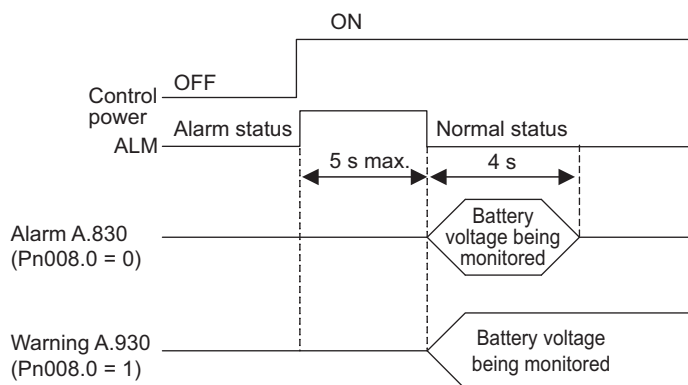 ON
OFF
Control
power
ALM
Alarm status
Normal status
5 s max.
4 s
Alarm A.830
(Pn008.0 = 0)
Battery
voltage being
monitored
Warning A.930
(Pn008.0 = 1)
Battery voltage
being monitored